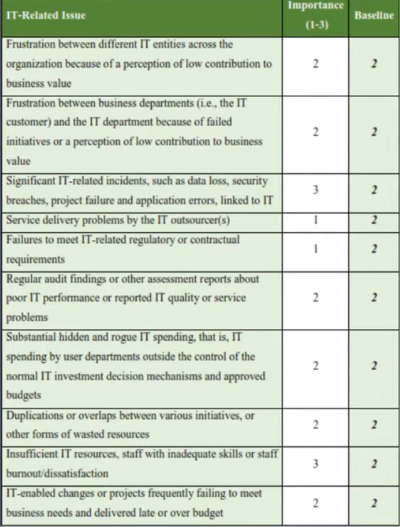 IT-Related Issue
Importance
(1-3)
Baseline
Frustration between different IT entities across the
organization because of a perception of low contribution to
business value
2
2
Frustration between business departments (i.e., the IT
customer) and the IT department because of failed
initiatives or a perception of low contribution to business
value
2
2
Significant IT-related incidents, such as data loss, security
breaches, project failure and application errors, linked to IT
3
2
Service delivery problems by the IT outsourcer(s)
1
2
Failures to meet IT-related regulatory or contractual
requirements
1
2
Regular audit findings or other assessment reports about
poor IT performance or reported IT quality or service
problems
2
2
Substantial hidden and rogue IT spending, that is, IT
spending by user departments outside the control of the
normal IT investment decision mechanisms and approved
budgets
2
2
Duplications or overlaps between various initiatives, or
other forms of wasted resources
2
2
Insufficient IT resources, staff with inadequate skills or staff
burnout/dissatisfaction
3
2
IT-enabled changes or projects frequently failing to meet
business needs and delivered late or over budget
2
2